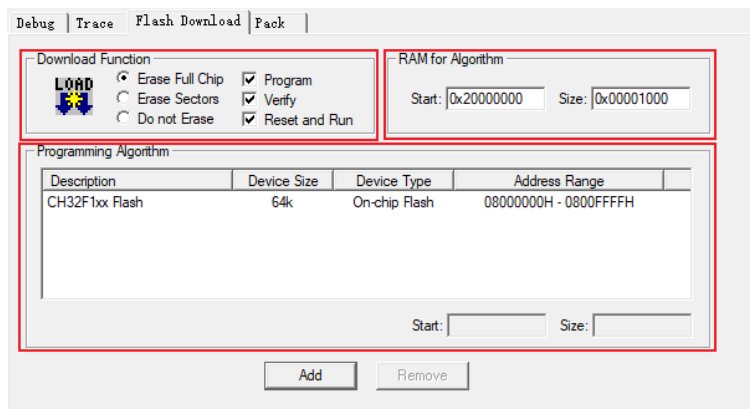 Debug Trace Flash Download Pack
Download Function
LOAD
Erase Full Chip Program
Erase Sectors Verify
Do not Erase Reset and Run
RAM for Algorithm
Start: 0x20000000 Size: 0x00001000
Programming Algorithm
Description Device Size Device Type Address Range
CH32F1xx Flash 64k On-chip Flash 08000000H - 0800FFFFH
Start: Size:
Add Remove